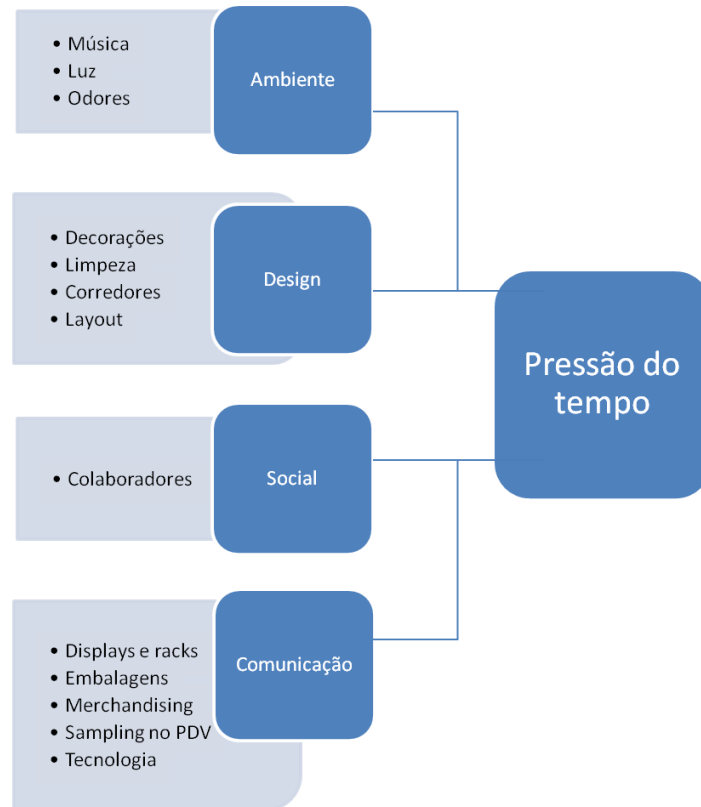 • Música
• Luz
• Odores
Ambiente
• Decorações
• Limpeza
• Corredores
• Layout
Design
• Colaboradores
Social
• Displays e racks
• Embalagens
• Merchandising
• Sampling no PDV
• Tecnologia
Comunicação
Pressão do
tempo